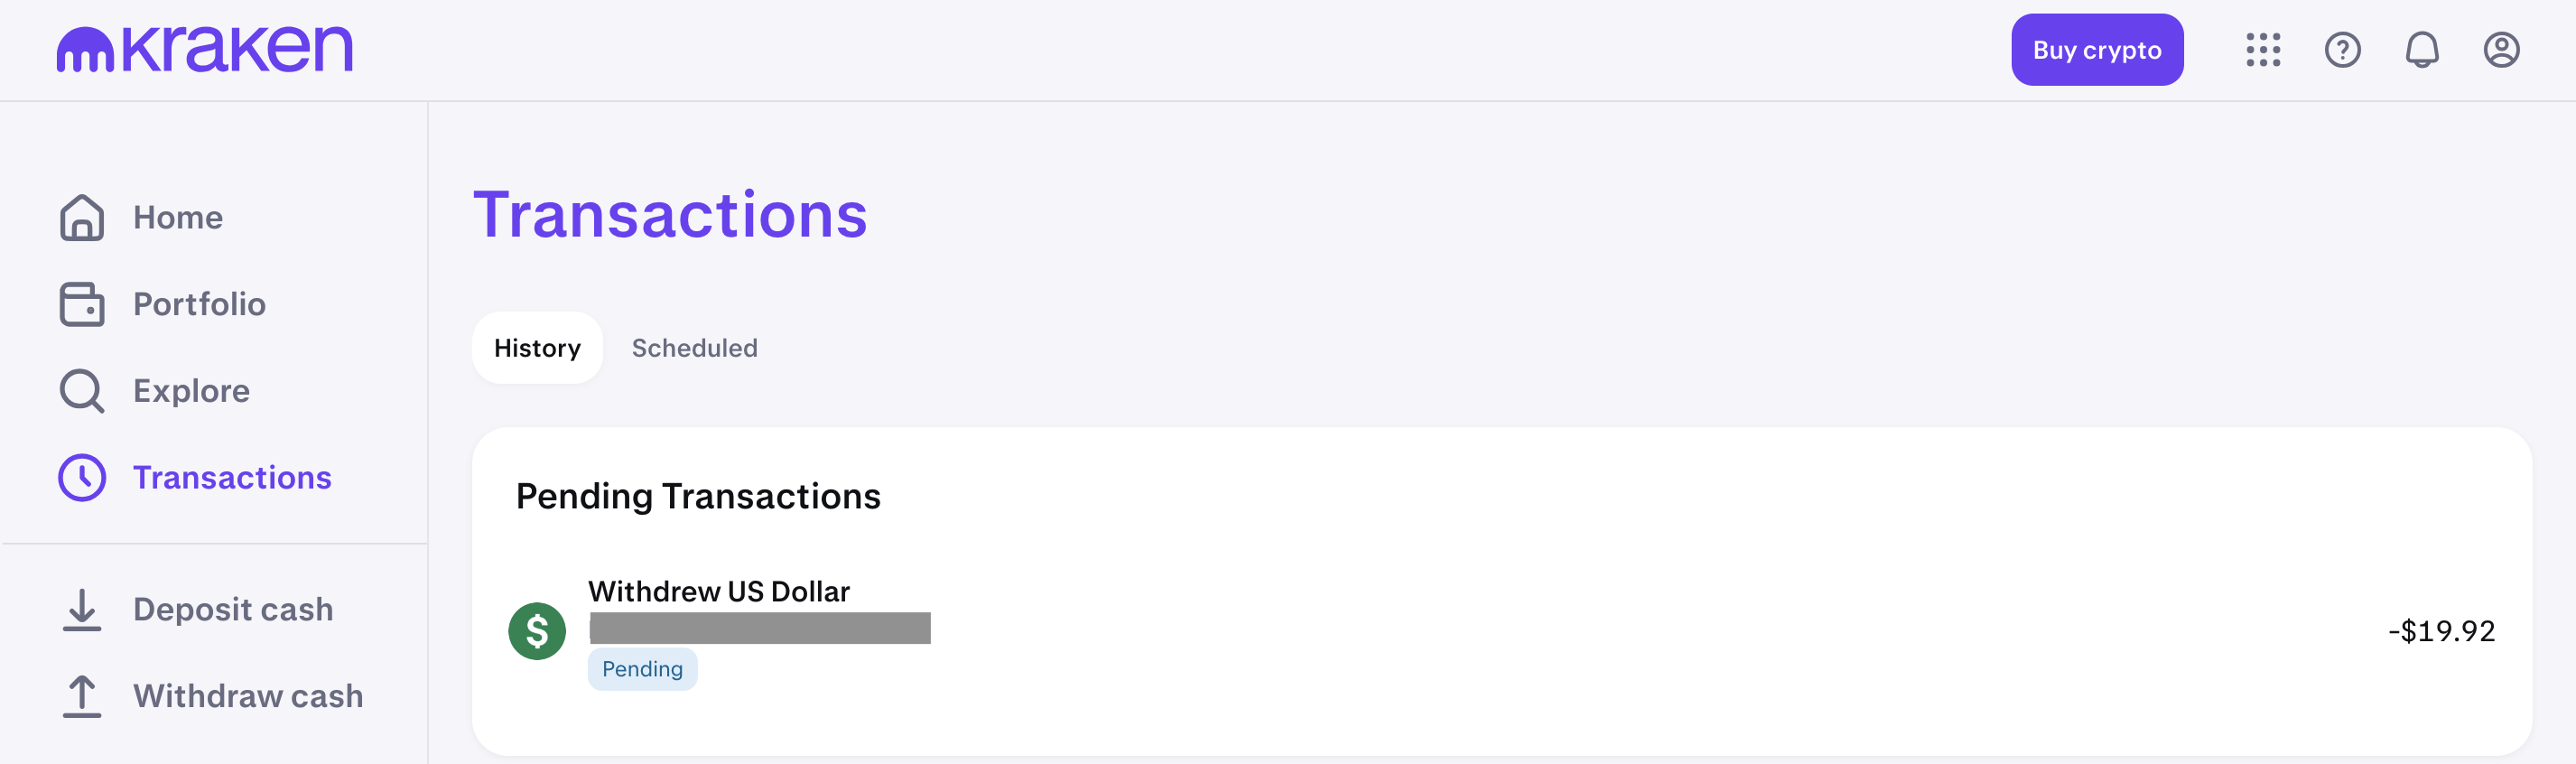 kraken
Buy crypto
Home
Portfolio
Explore
Transactions
Deposit cash
Withdraw cash
Transactions
History
Scheduled
Pending Transactions
Withdrew US Dollar
Pending
-$19.92